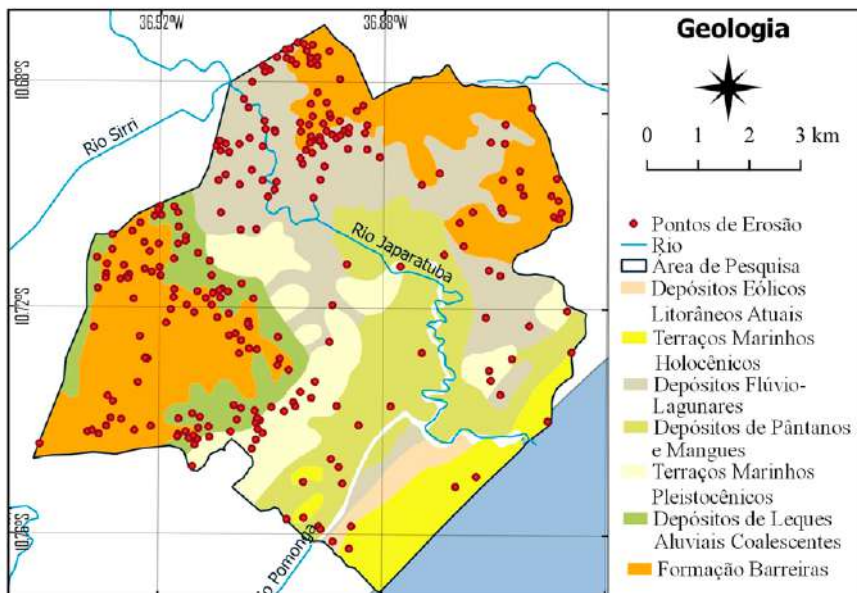 36.92°W
36.88°W
Geologia
10.68°S
Rio Sirri
0 1 2 3 km
Pontos de Erosão
Rio
Rio Japaratuba
Área de Pesquisa
Depósitos Eólicos
Litorâneos Atuais
10.72°S
Terraços Marinhos
Holocênicos
Depósitos Flúvio-
Lagunares
Depósitos de Pântanos
e Mangues
Terraços Marinhos
Pleistocênicos
Depósitos de Leques
Aluviais Coalescentes
10.76°S
Pomonga
Formação Barreiras